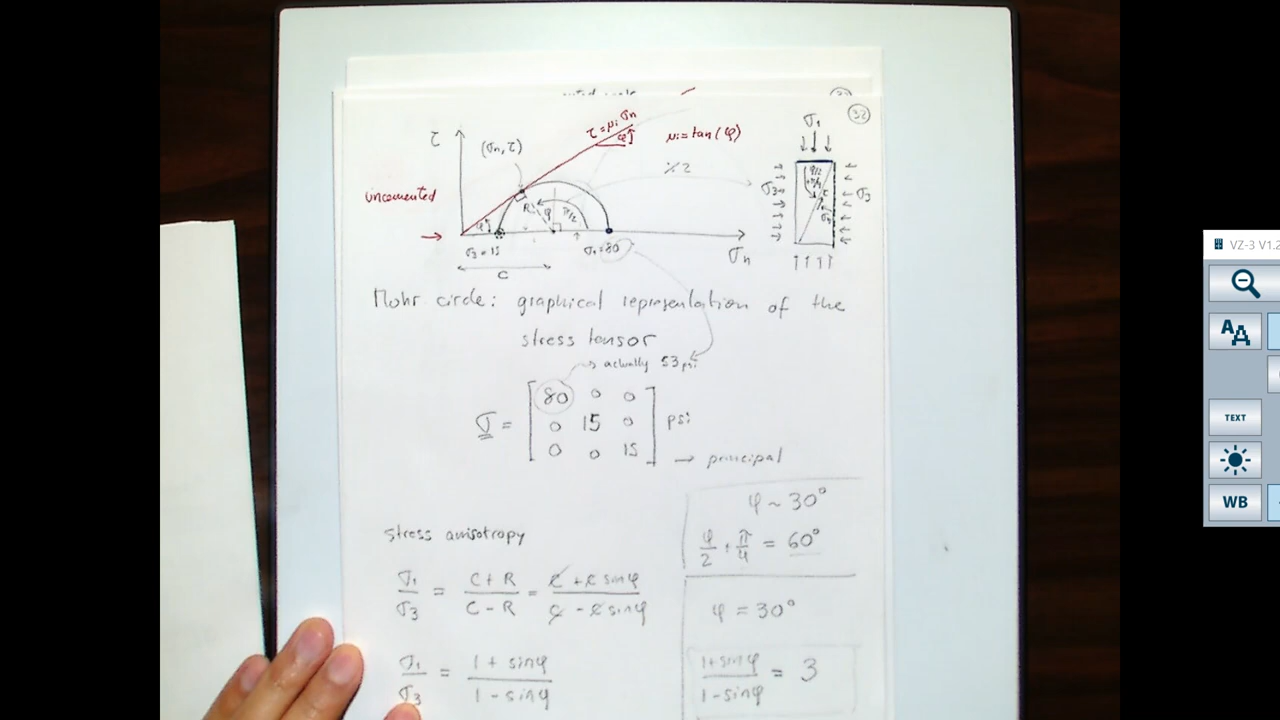 32
σ1
τ
τ = μi σn
φ
μi = tan(φ)
(σn, τ)
uncemented
R
φ
π/2
φ
σ3
σ3
σ3 = 15
σ1 = 80
σn
c
Mohr circle: graphical representation of the
stress tensor
→ actually 53 psi
σ = [80 0 0
0 15 0
0 0 15] psi
→ principal
φ ~ 30°
φ/2 + π/4 = 60°
stress anisotropy
σ1/σ3 = (C + R)/(C - R) = (c + c sinφ)/(c - c sinφ)
φ = 30°
σ1/σ3 = (1 + sinφ)/(1 - sinφ)
(1+sinφ)/(1-sinφ) = 3
VZ-3 V1.2
AA
TEXT
WB